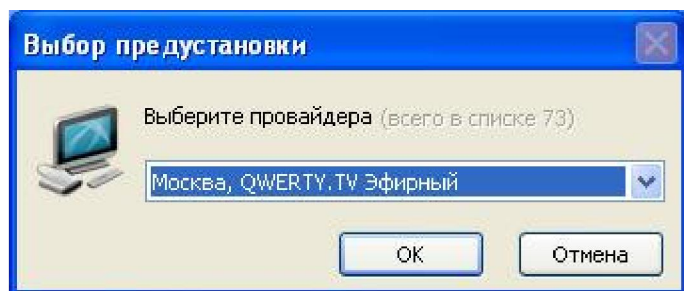 Выбор предустановки
Выберите провайдера (всего в списке 73)
Москва, QWERTY.TV Эфирный
OK
Отмена